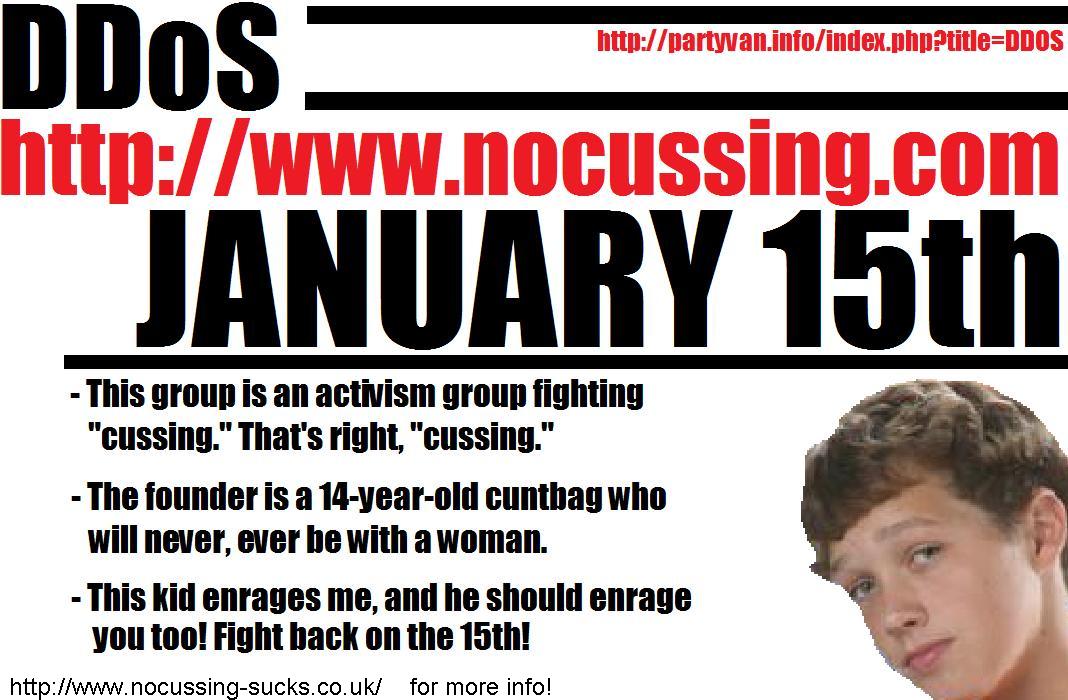 DDoS
http://partyvan.info/index.php?title=DDOS
http://www.nocussing.com
JANUARY 15th
- This group is an activism group fighting
"cussing." That's right, "cussing."
- The founder is a 14-year-old cuntbag who
will never, ever be with a woman.
- This kid enrages me, and he should enrage
you too! Fight back on the 15th!
http://www.nocussing-sucks.co.uk/ for more info!